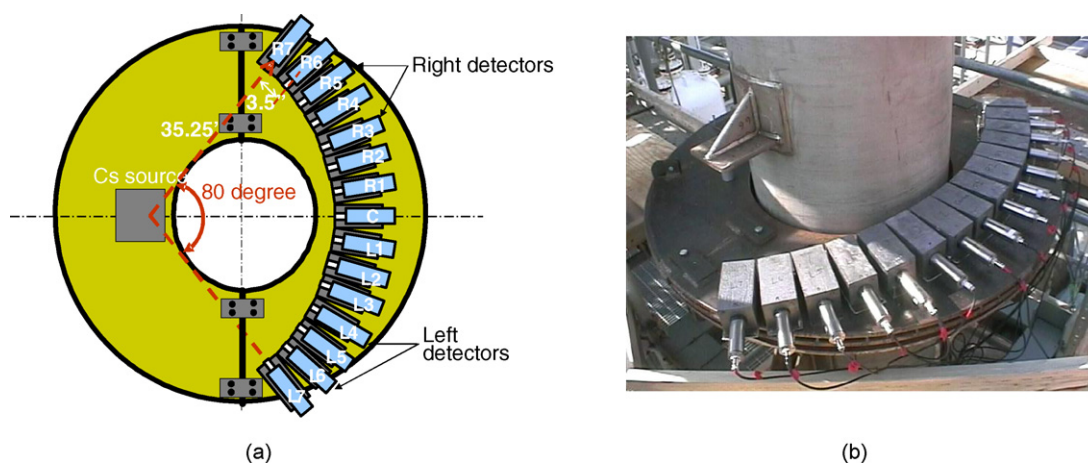 R7
R6
R5
R4
R3
R2
R1
C
L1
L2
L3
L4
L5
L6
L7
Right detectors
3.5"
35.25"
Cs source
80 degree
Left
detectors
(a)
(b)